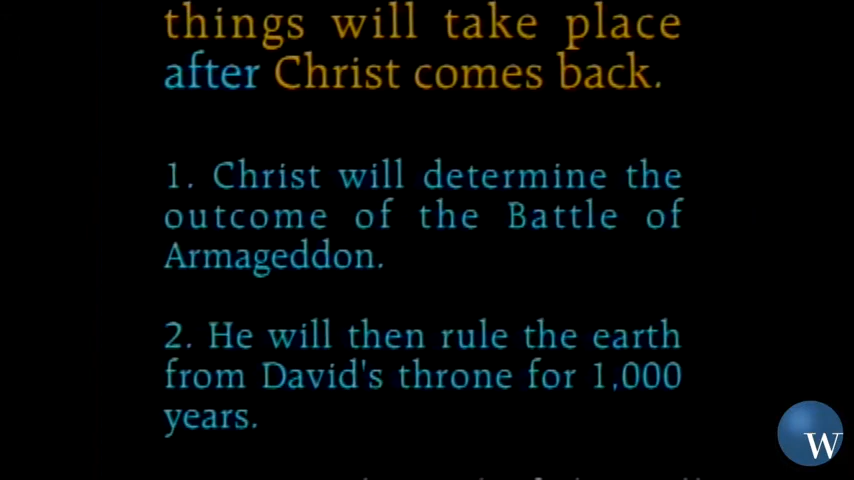 things will take place
after Christ comes back.
1. Christ will determine the
outcome of the Battle of
Armageddon.
2. He will then rule the earth
from David's throne for 1,000
years.
W